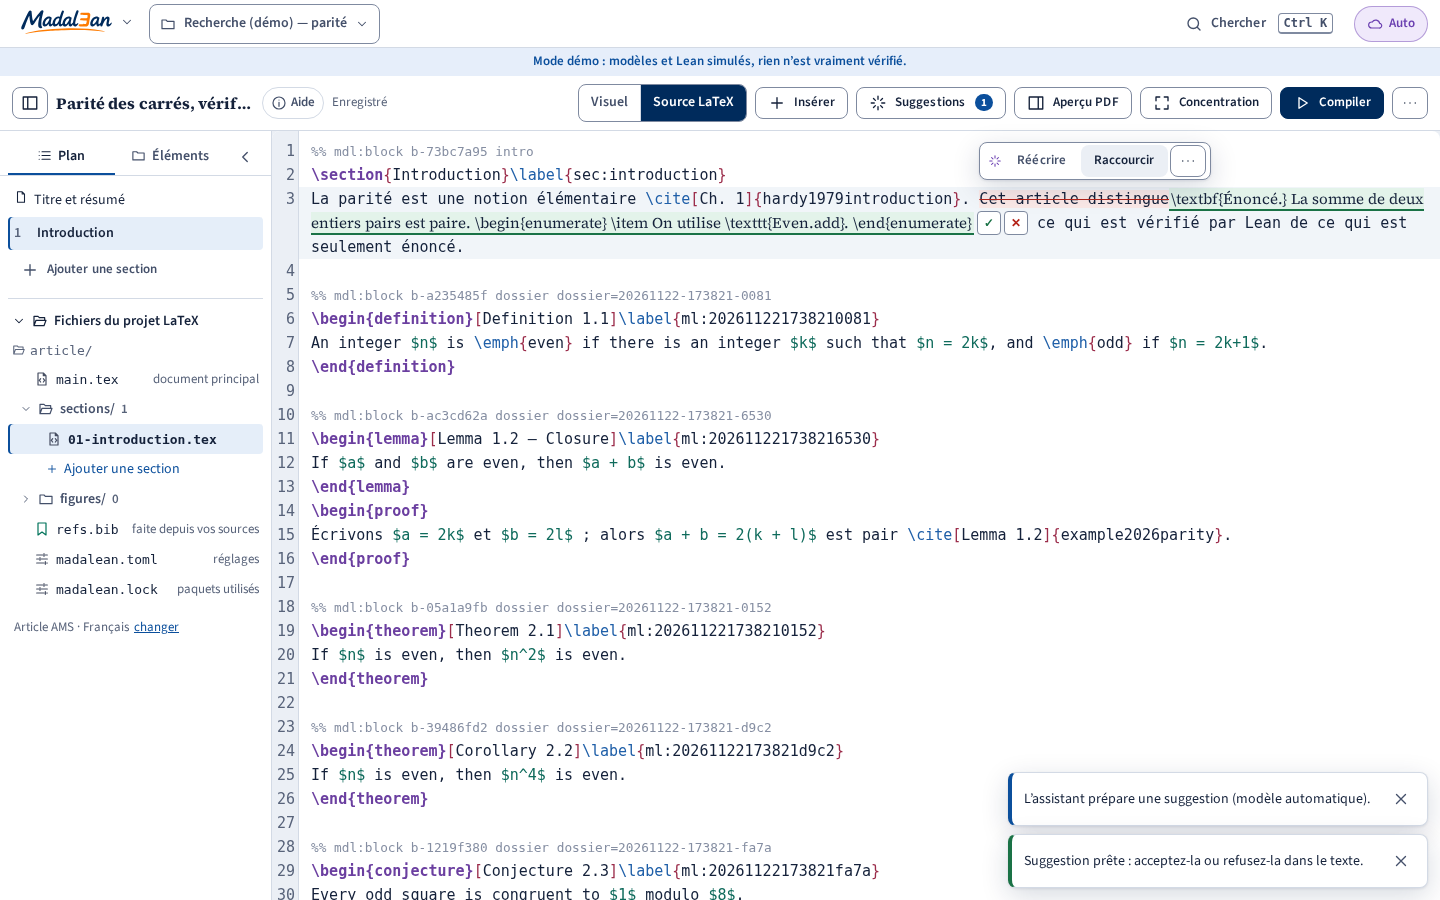 Madal∃an
Recherche (démo) — parité
Chercher
Ctrl K
Auto
Mode démo : modèles et Lean simulés, rien n'est vraiment vérifié.
Parité des carrés, vérif…
Aide
Enregistré
Visuel
Source LaTeX
Insérer
Suggestions
1
Aperçu PDF
Concentration
Compiler
···
Plan
Éléments
Titre et résumé
1 Introduction
Ajouter une section
Fichiers du projet LaTeX
article/
main.tex document principal
sections/ 1
01-introduction.tex
+ Ajouter une section
figures/ 0
refs.bib faite depuis vos sources
madalean.toml réglages
madalean.lock paquets utilisés
Article AMS · Français changer
Réécrire
Raccourcir
···
1 %% mdl:block b-73bc7a95 intro
2 \section{Introduction}\label{sec:introduction}
3 La parité est une notion élémentaire \cite[Ch. 1]{hardy1979introduction}. Cet article distingue\textbf{Énoncé.} La somme de deux
entiers pairs est paire. \begin{enumerate} \item On utilise \texttt{Even.add}. \end{enumerate} ✓ ✕ ce qui est vérifié par Lean de ce qui est
seulement énoncé.
4
5 %% mdl:block b-a235485f dossier dossier=20261122-173821-0081
6 \begin{definition}[Definition 1.1]\label{ml:202611221738210081}
7 An integer $n$ is \emph{even} if there is an integer $k$ such that $n = 2k$, and \emph{odd} if $n = 2k+1$.
8 \end{definition}
9
10 %% mdl:block b-ac3cd62a dossier dossier=20261122-173821-6530
11 \begin{lemma}[Lemma 1.2 — Closure]\label{ml:202611221738216530}
12 If $a$ and $b$ are even, then $a + b$ is even.
13 \end{lemma}
14 \begin{proof}
15 Écrivons $a = 2k$ et $b = 2l$ ; alors $a + b = 2(k + l)$ est pair \cite[Lemma 1.2]{example2026parity}.
16 \end{proof}
17
18 %% mdl:block b-05a1a9fb dossier dossier=20261122-173821-0152
19 \begin{theorem}[Theorem 2.1]\label{ml:202611221738210152}
20 If $n$ is even, then $n^2$ is even.
21 \end{theorem}
22
23 %% mdl:block b-39486fd2 dossier dossier=20261122-173821-d9c2
24 \begin{theorem}[Corollary 2.2]\label{ml:20261122173821d9c2}
25 If $n$ is even, then $n^4$ is even.
26 \end{theorem}
27
28 %% mdl:block b-1219f380 dossier dossier=20261122-173821-fa7a
29 \begin{conjecture}[Conjecture 2.3]\label{ml:20261122173821fa7a}
30 Every odd square is congruent to $1$ modulo $8$.
L'assistant prépare une suggestion (modèle automatique).
Suggestion prête : acceptez-la ou refusez-la dans le texte.